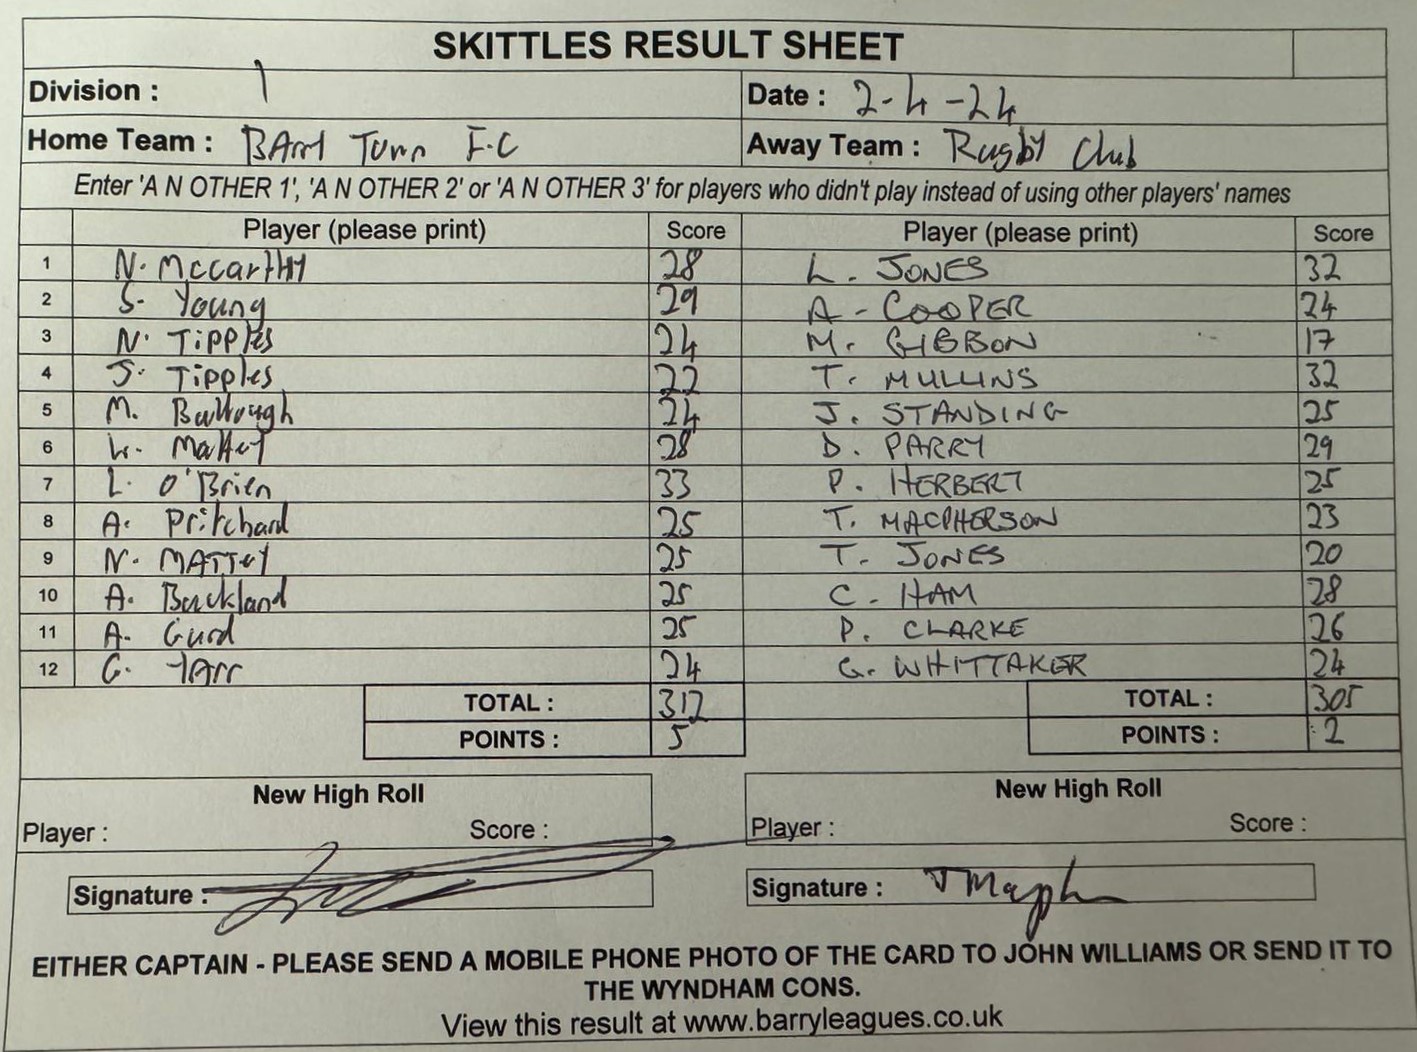 SKITTLES RESULT SHEET
Division : 1 Date : 2-4-24
Home Team : BArry Town F.C Away Team : Rugby Club
Enter 'A N OTHER 1', 'A N OTHER 2' or 'A N OTHER 3' for players who didn't play instead of using other players' names
Player (please print) Score Player (please print) Score
1 N. MccartHy 28 L. JONES 32
2 S. Young 29 A - COOPER 24
3 N. Tipples 24 M. GIBBON 17
4 J. Tipples 22 T. MULLINS 32
5 M. Bullough 24 J. STANDING 25
6 L. Mattey 28 D. PARRY 29
7 L. O'Brien 33 P. HERBERT 25
8 A. Pritchard 25 T. MACPHERSON 23
9 N. MATTey 25 T. JONES 20
10 A. Buckland 25 C. HAM 28
11 A. Gurd 25 P. CLARKE 26
12 G. TArr 24 G. WHITTAKER 24
TOTAL : 312 TOTAL : 305
POINTS : 5 POINTS : 2
New High Roll New High Roll
Player : Score : Player : Score :
Signature : Signature :
EITHER CAPTAIN - PLEASE SEND A MOBILE PHONE PHOTO OF THE CARD TO JOHN WILLIAMS OR SEND IT TO
THE WYNDHAM CONS.
View this result at www.barryleagues.co.uk